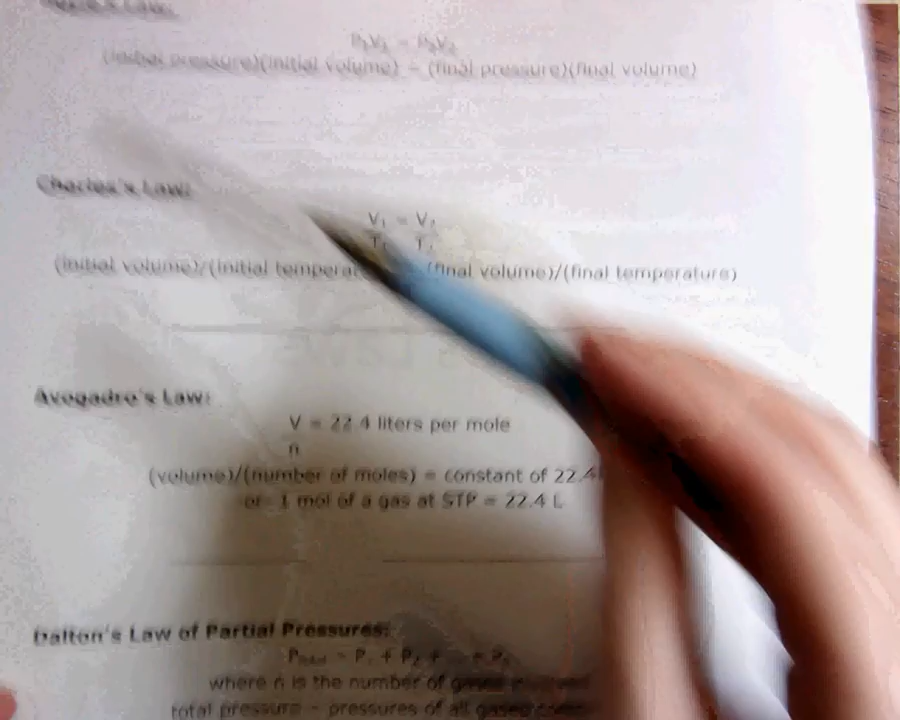 P₁V₁ = P₂V₂
(initial pressure)(initial volume) = (final pressure)(final volume)
Charles's Law:
V₁ = V₂
T₁ T₂
(initial volume)/(initial (final volume)/(final temperature)
Avogadro's Law:
V = 22.4 liters per mole
n
(volume)/(number of moles) = constant of 22.4
or: 1 mol of a gas at STP = 22.4 L
Dalton's Law of Partial Pressures:
where n is the number of
total pressure = pressures of all